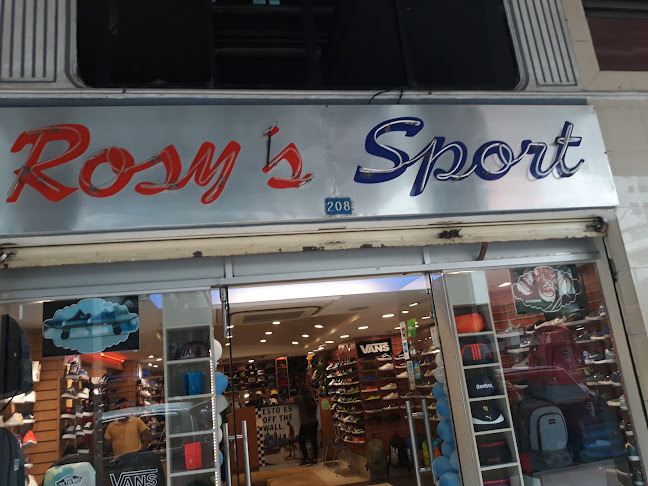 Rosy's Sport
208
VANS
ESTO ES
OFF THE
WALL
Reebok
VANS